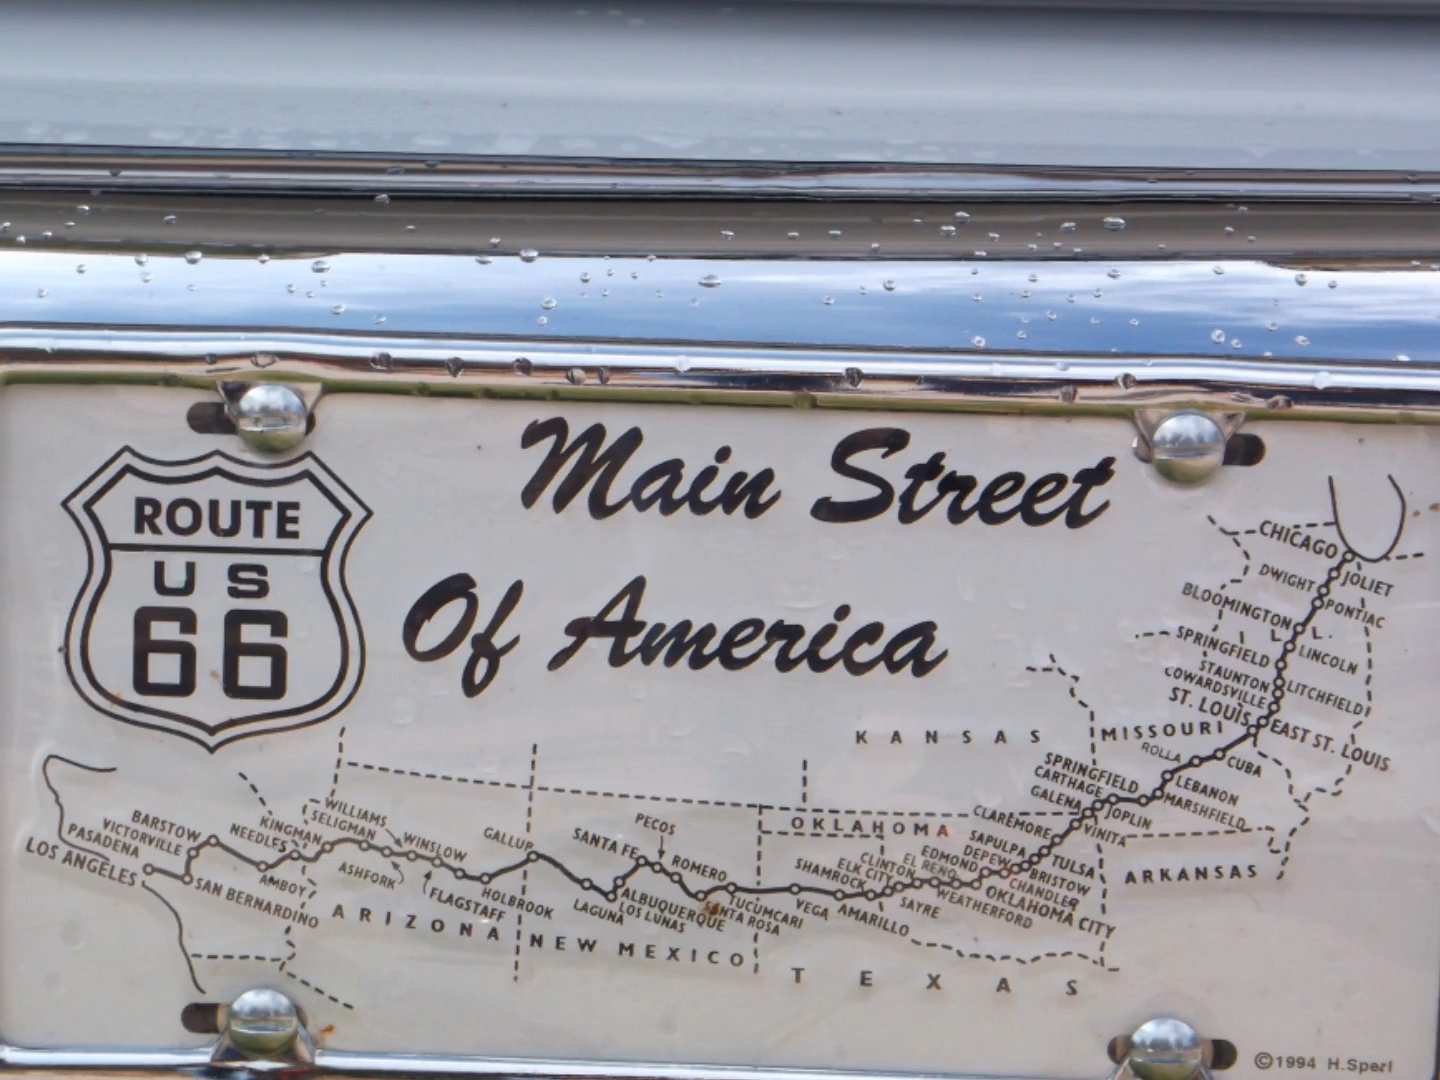 Main Street
Of America
ROUTE
US
66
CHICAGO
JOLIET
DWIGHT
PONTIAC
BLOOMINGTON
IL.
LINCOLN
SPRINGFIELD
LITCHFIELD
STAUNTON
COWARDSVILLE
ST. LOUIS
EAST ST. LOUIS
KANSAS
MISSOURI
ROLLA
CUBA
SPRINGFIELD
LEBANON
CARTHAGE
MARSHFIELD
GALENA
JOPLIN
OKLAHOMA
CLAREMORE
VINITA
SAPULPA
TULSA
DEPEW
BRISTOW
EDMOND
CHANDLER
EL RENO
OKLAHOMA CITY
CLINTON
WEATHERFORD
ELK CITY
SAYRE
SHAMROCK
AMARILLO
VEGA
ARKANSAS
PECOS
SANTA FE
ROMERO
TUCUMCARI
SANTA ROSA
ALBUQUERQUE
LOS LUNAS
LAGUNA
GALLUP
WILLIAMS
SELIGMAN
WINSLOW
KINGMAN
HOLBROOK
FLAGSTAFF
ASHFORK
NEEDLES
AMBOY
BARSTOW
VICTORVILLE
PASADENA
LOS ANGELES
SAN BERNARDINO
ARIZONA
NEW MEXICO
TEXAS
©1994 H.Sperl